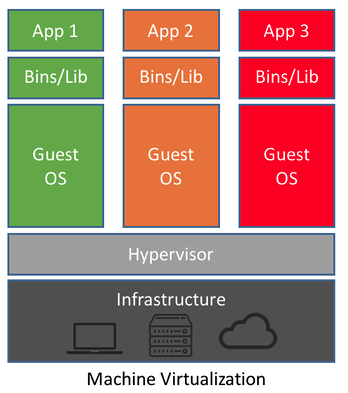 App 1 App 2 App 3
Bins/Lib Bins/Lib Bins/Lib
Guest Guest Guest
OS OS OS
Hypervisor
Infrastructure
Machine Virtualization